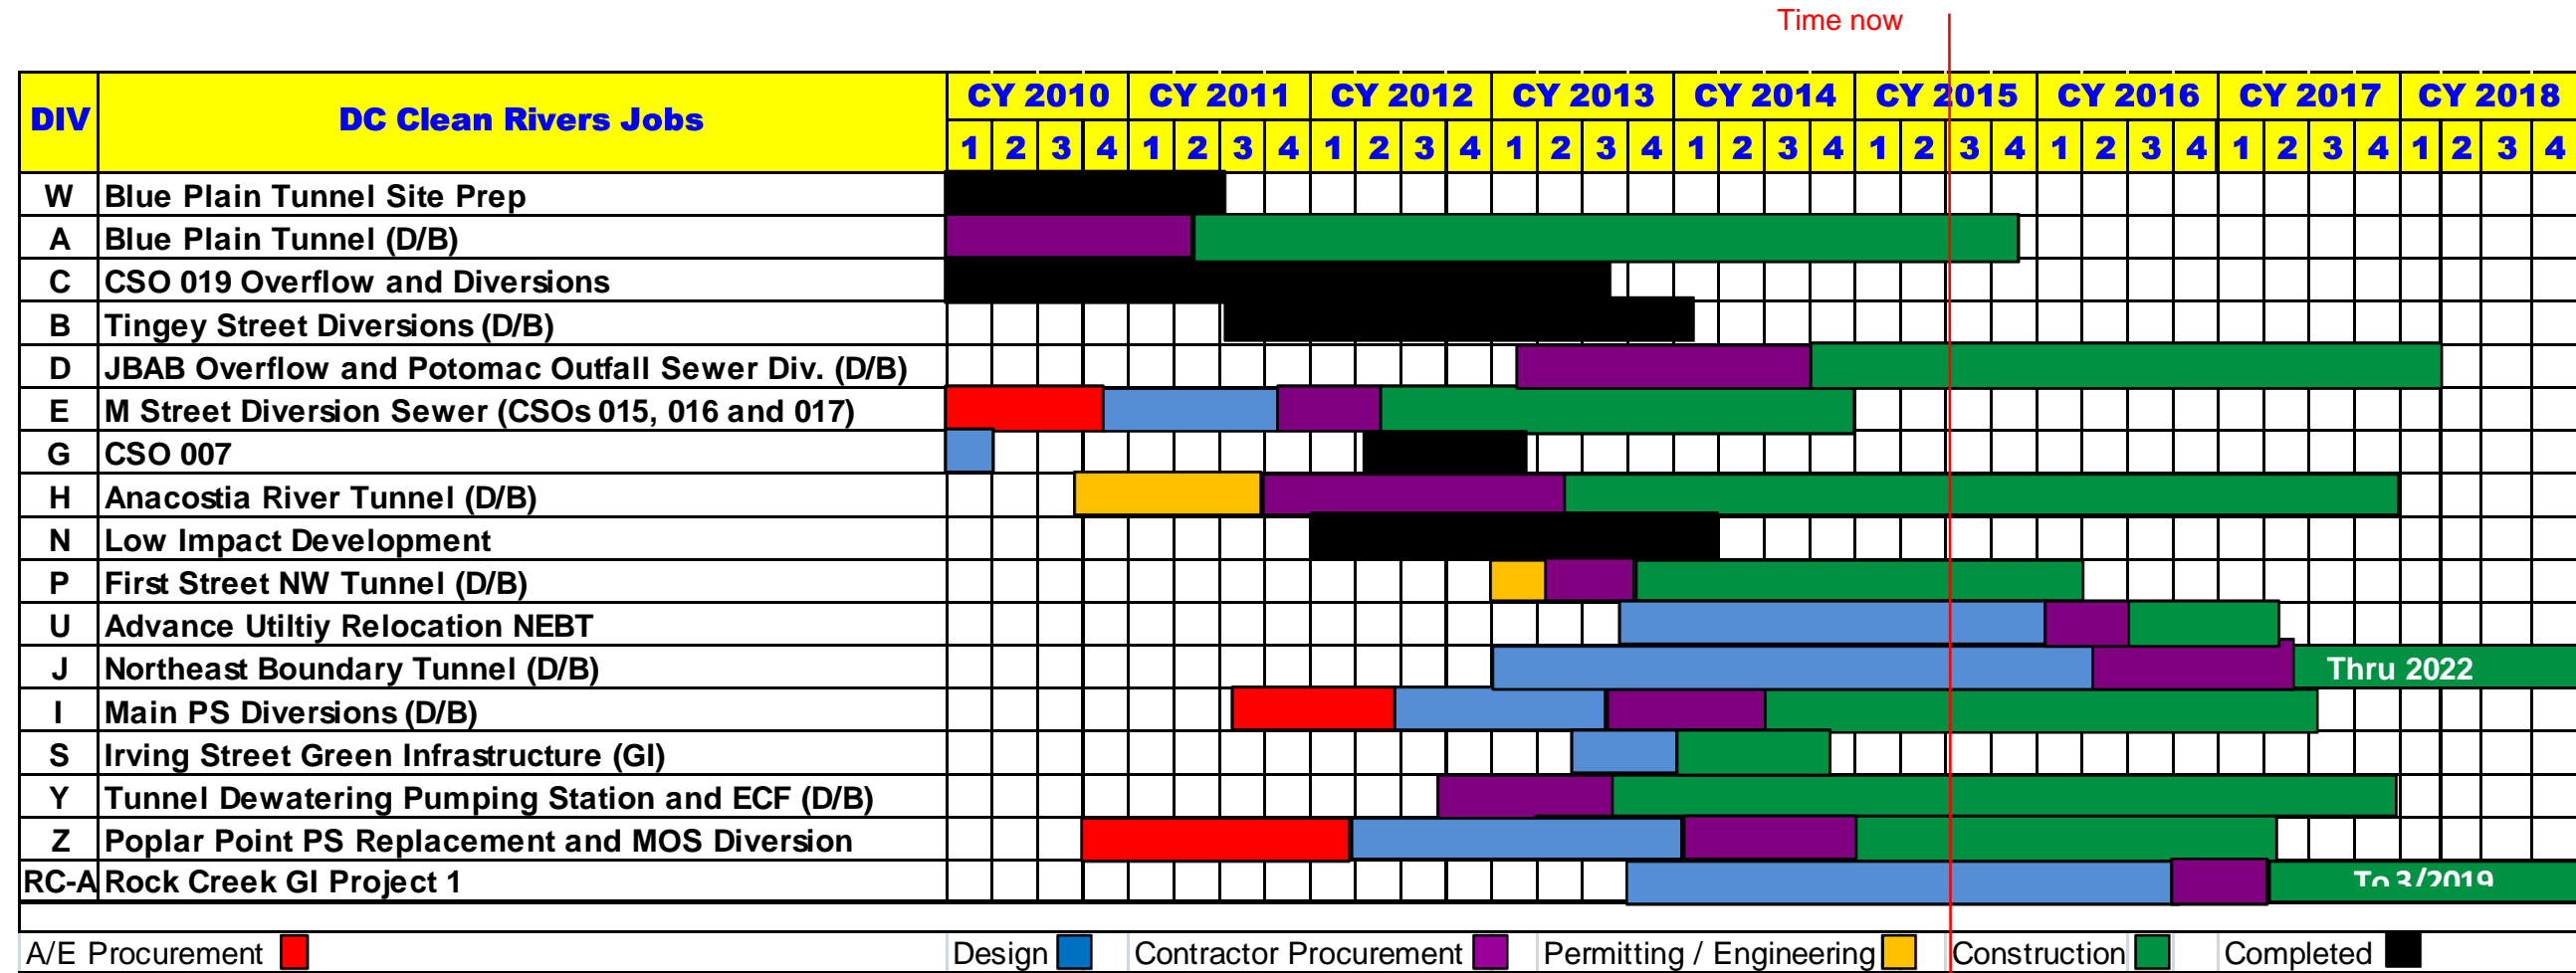 Time now
DIV DC Clean Rivers Jobs CY 2010 CY 2011 CY 2012 CY 2013 CY 2014 CY 2015 CY 2016 CY 2017 CY 2018
1 2 3 4 1 2 3 4 1 2 3 4 1 2 3 4 1 2 3 4 1 2 3 4 1 2 3 4 1 2 3 4 1 2 3 4
W Blue Plain Tunnel Site Prep
A Blue Plain Tunnel (D/B)
C CSO 019 Overflow and Diversions
B Tingey Street Diversions (D/B)
D JBAB Overflow and Potomac Outfall Sewer Div. (D/B)
E M Street Diversion Sewer (CSOs 015, 016 and 017)
G CSO 007
H Anacostia River Tunnel (D/B)
N Low Impact Development
P First Street NW Tunnel (D/B)
U Advance Utiltiy Relocation NEBT
J Northeast Boundary Tunnel (D/B) Thru 2022
I Main PS Diversions (D/B)
S Irving Street Green Infrastructure (GI)
Y Tunnel Dewatering Pumping Station and ECF (D/B)
Z Poplar Point PS Replacement and MOS Diversion
RC-A Rock Creek GI Project 1 To 3/2019
A/E Procurement Design Contractor Procurement Permitting / Engineering Construction Completed